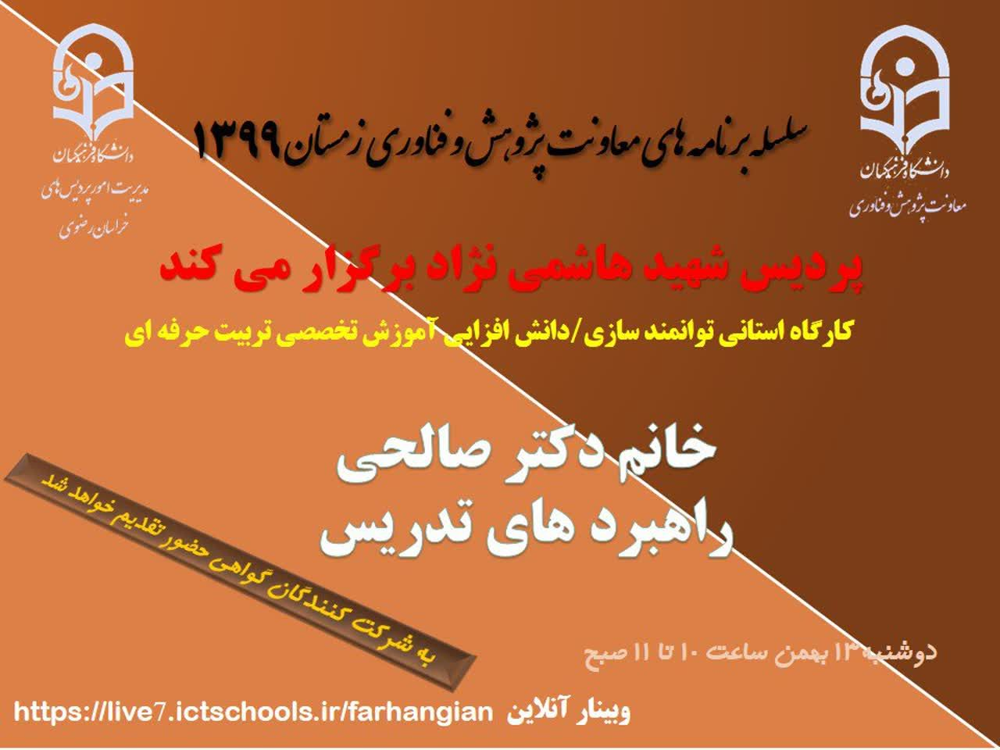 دانشگاه فرهنگیان
معاونت پژوهش و فناوری
دانشگاه فرهنگیان
مدیریت امور پردیس های
خراسان رضوی
سلسله برنامه های معاونت پژوهش و فناوری زمستان ۱۳۹۹
پردیس شهید هاشمی نژاد برگزار می کند
کارگاه استانی توانمند سازی/دانش افزایی آموزش تخصصی تربیت حرفه ای
خانم دکتر صالحی
راهبرد های تدریس
به شرکت کنندگان گواهی حضور تقدیم خواهد شد
دوشنبه ۱۳ بهمن ساعت ۱۰ تا ۱۱ صبح
وبینار آنلاین https://live7.ictschools.ir/farhangian